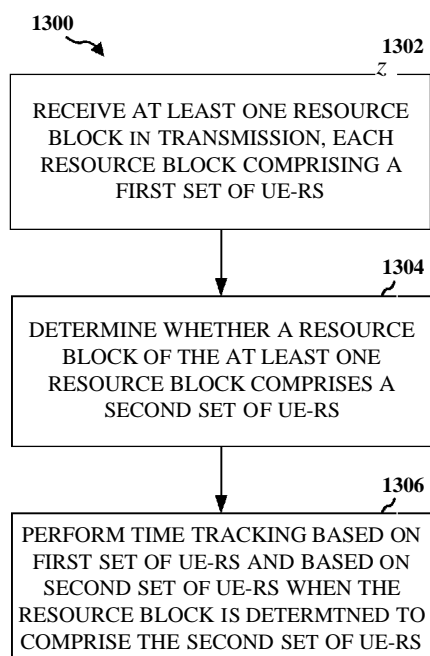 1300
1302
z
RECEIVE AT LEAST ONE RESOURCE
BLOCK IN TRANSMISSION, EACH
RESOURCE BLOCK COMPRISING A
FIRST SET OF UE-RS
1304
DETERMINE WHETHER A RESOURCE
BLOCK OF THE AT LEAST ONE
RESOURCE BLOCK COMPRISES A
SECOND SET OF UE-RS
1306
PERFORM TIME TRACKING BASED ON
FIRST SET OF UE-RS AND BASED ON
SECOND SET OF UE-RS WHEN THE
RESOURCE BLOCK IS DETERMTNED TO
COMPRISE THE SECOND SET OF UE-RS